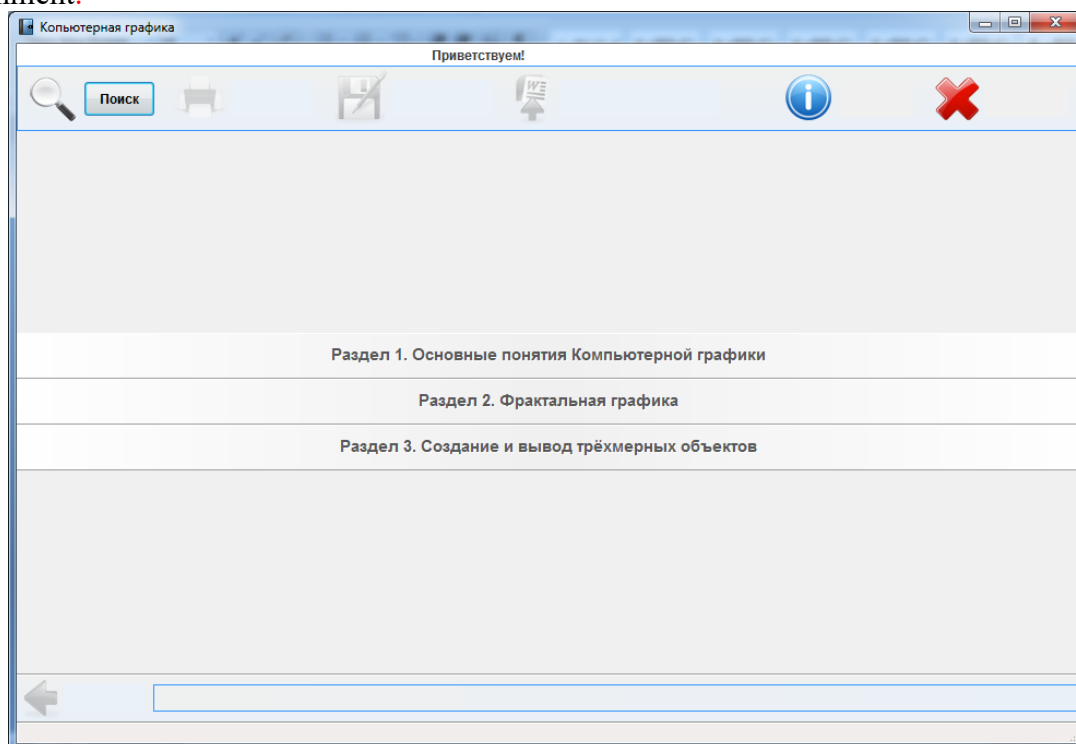 Копьютерная графика
Приветствуем!
Поиск
Раздел 1. Основные понятия Компьютерной графики
Раздел 2. Фрактальная графика
Раздел 3. Создание и вывод трёхмерных объектов